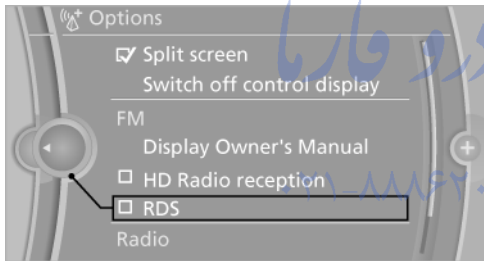 Options
Split screen
Switch off control display
FM
Display Owner's Manual
HD Radio reception
RDS
Radio